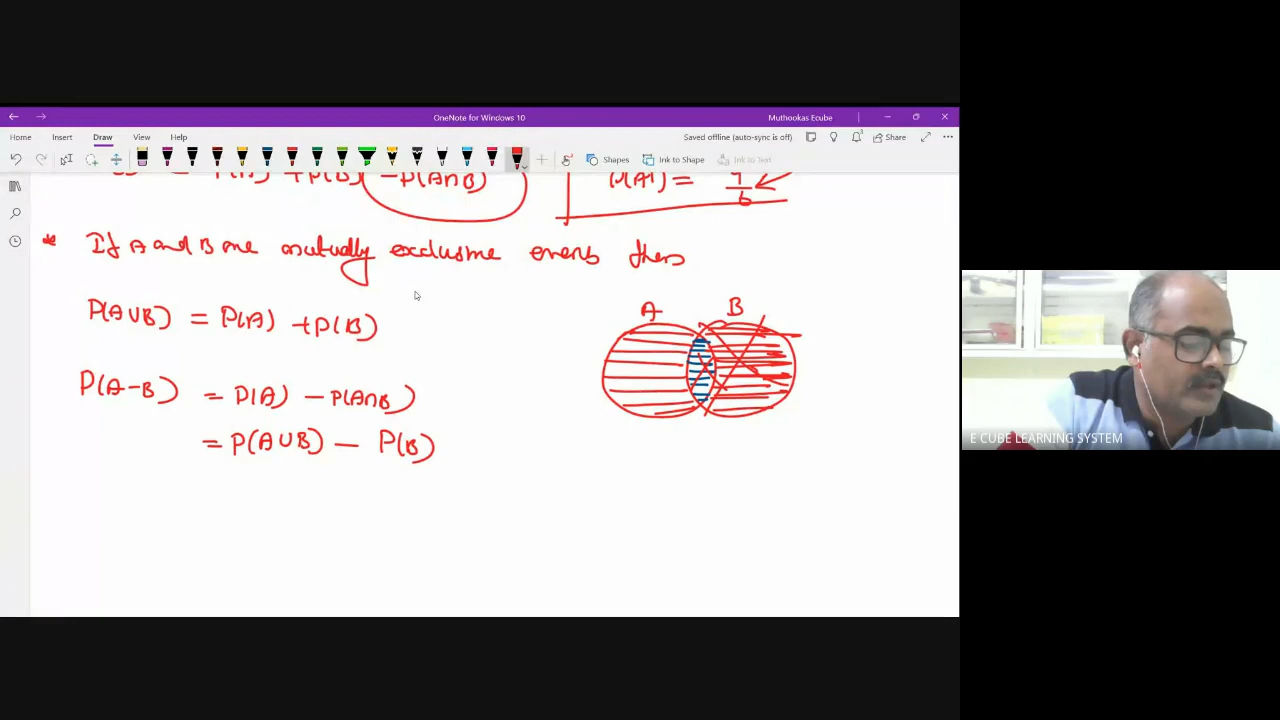 OneNote for Windows 10
Muthookas Ecube
Home Insert Draw View Help
Saved offline (auto-sync is off)
Share
Shapes
Ink to Shape
Ink to Text
= P(A) + P(B) - P(A∩B)
P(A') =
6
* If A and B are mutually exclusive events then
P(A∪B) = P(A) + P(B)
A B
P(A-B) = P(A) - P(A∩B)
= P(A∪B) - P(B)
E CUBE LEARNING SYSTEM